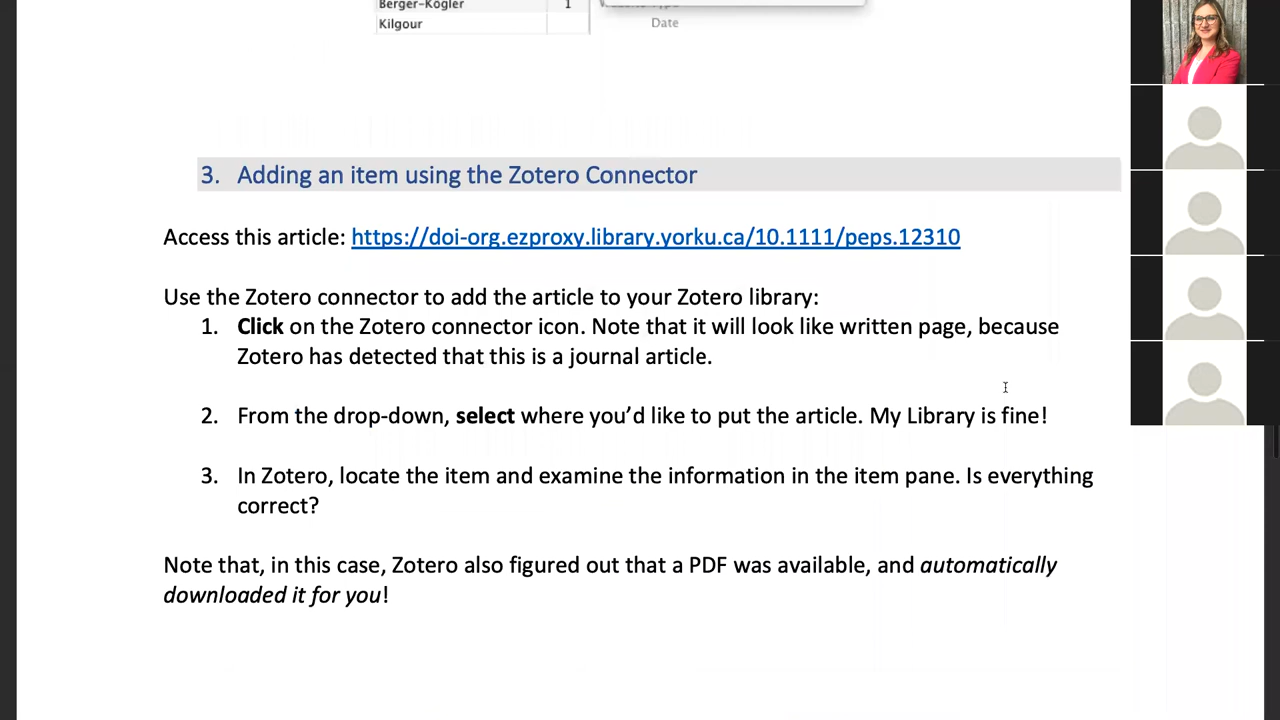 Berger-Kogler 1
Kilgour
Date
3. Adding an item using the Zotero Connector
Access this article: https://doi-org.ezproxy.library.yorku.ca/10.1111/peps.12310
Use the Zotero connector to add the article to your Zotero library:
1. Click on the Zotero connector icon. Note that it will look like written page, because
Zotero has detected that this is a journal article.
2. From the drop-down, select where you’d like to put the article. My Library is fine!
3. In Zotero, locate the item and examine the information in the item pane. Is everything
correct?
Note that, in this case, Zotero also figured out that a PDF was available, and automatically
downloaded it for you!